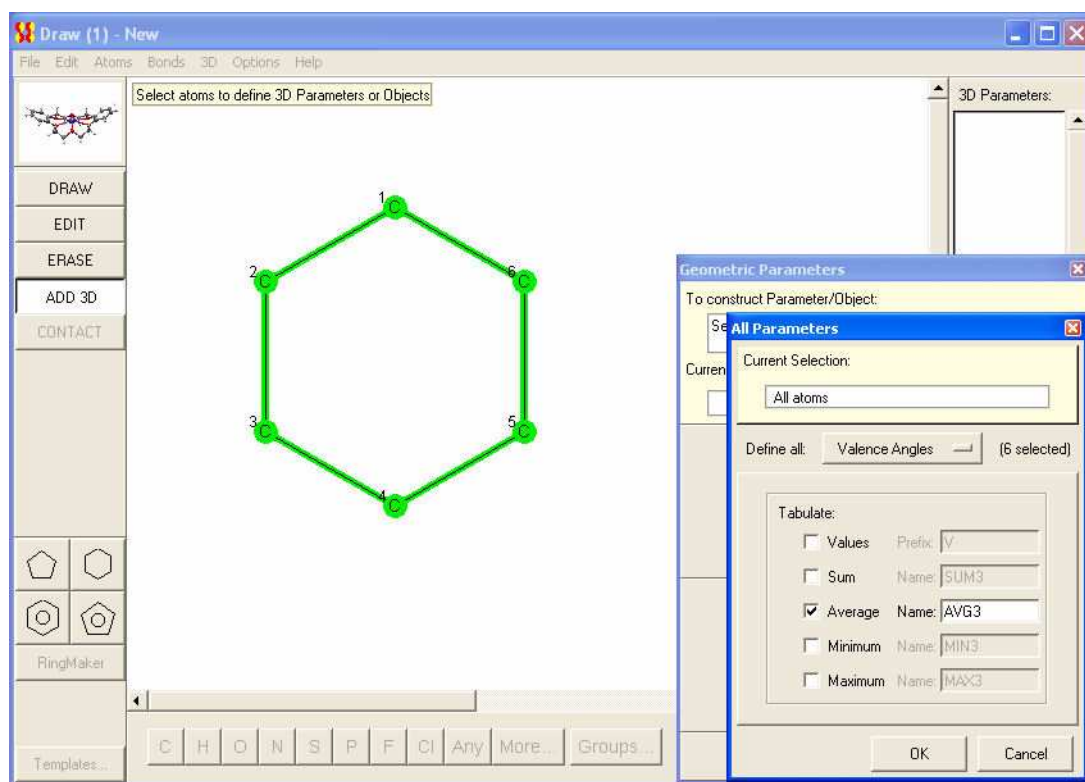 Draw (1) - New
File Edit Atoms Bonds 3D Options Help
Select atoms to define 3D Parameters or Objects
3D Parameters:
DRAW
EDIT
ERASE
ADD 3D
CONTACT
1
C
2
C
6
C
3
C
5
C
4
C
Geometric Parameters
To construct Parameter/Object:
Se
Curren
All Parameters
Current Selection:
All atoms
Define all: Valence Angles (6 selected)
Tabulate:
Values Prefix: V
Sum Name: SUM3
Average Name: AVG3
Minimum Name: MIN3
Maximum Name: MAX3
OK Cancel
RingMaker
Templates...
C H O N S P F Cl Any More... Groups...